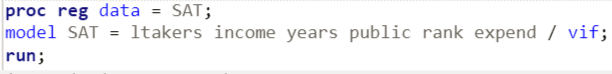 proc reg data = SAT;
model SAT = ltakers income years public rank expend / vif;
run;